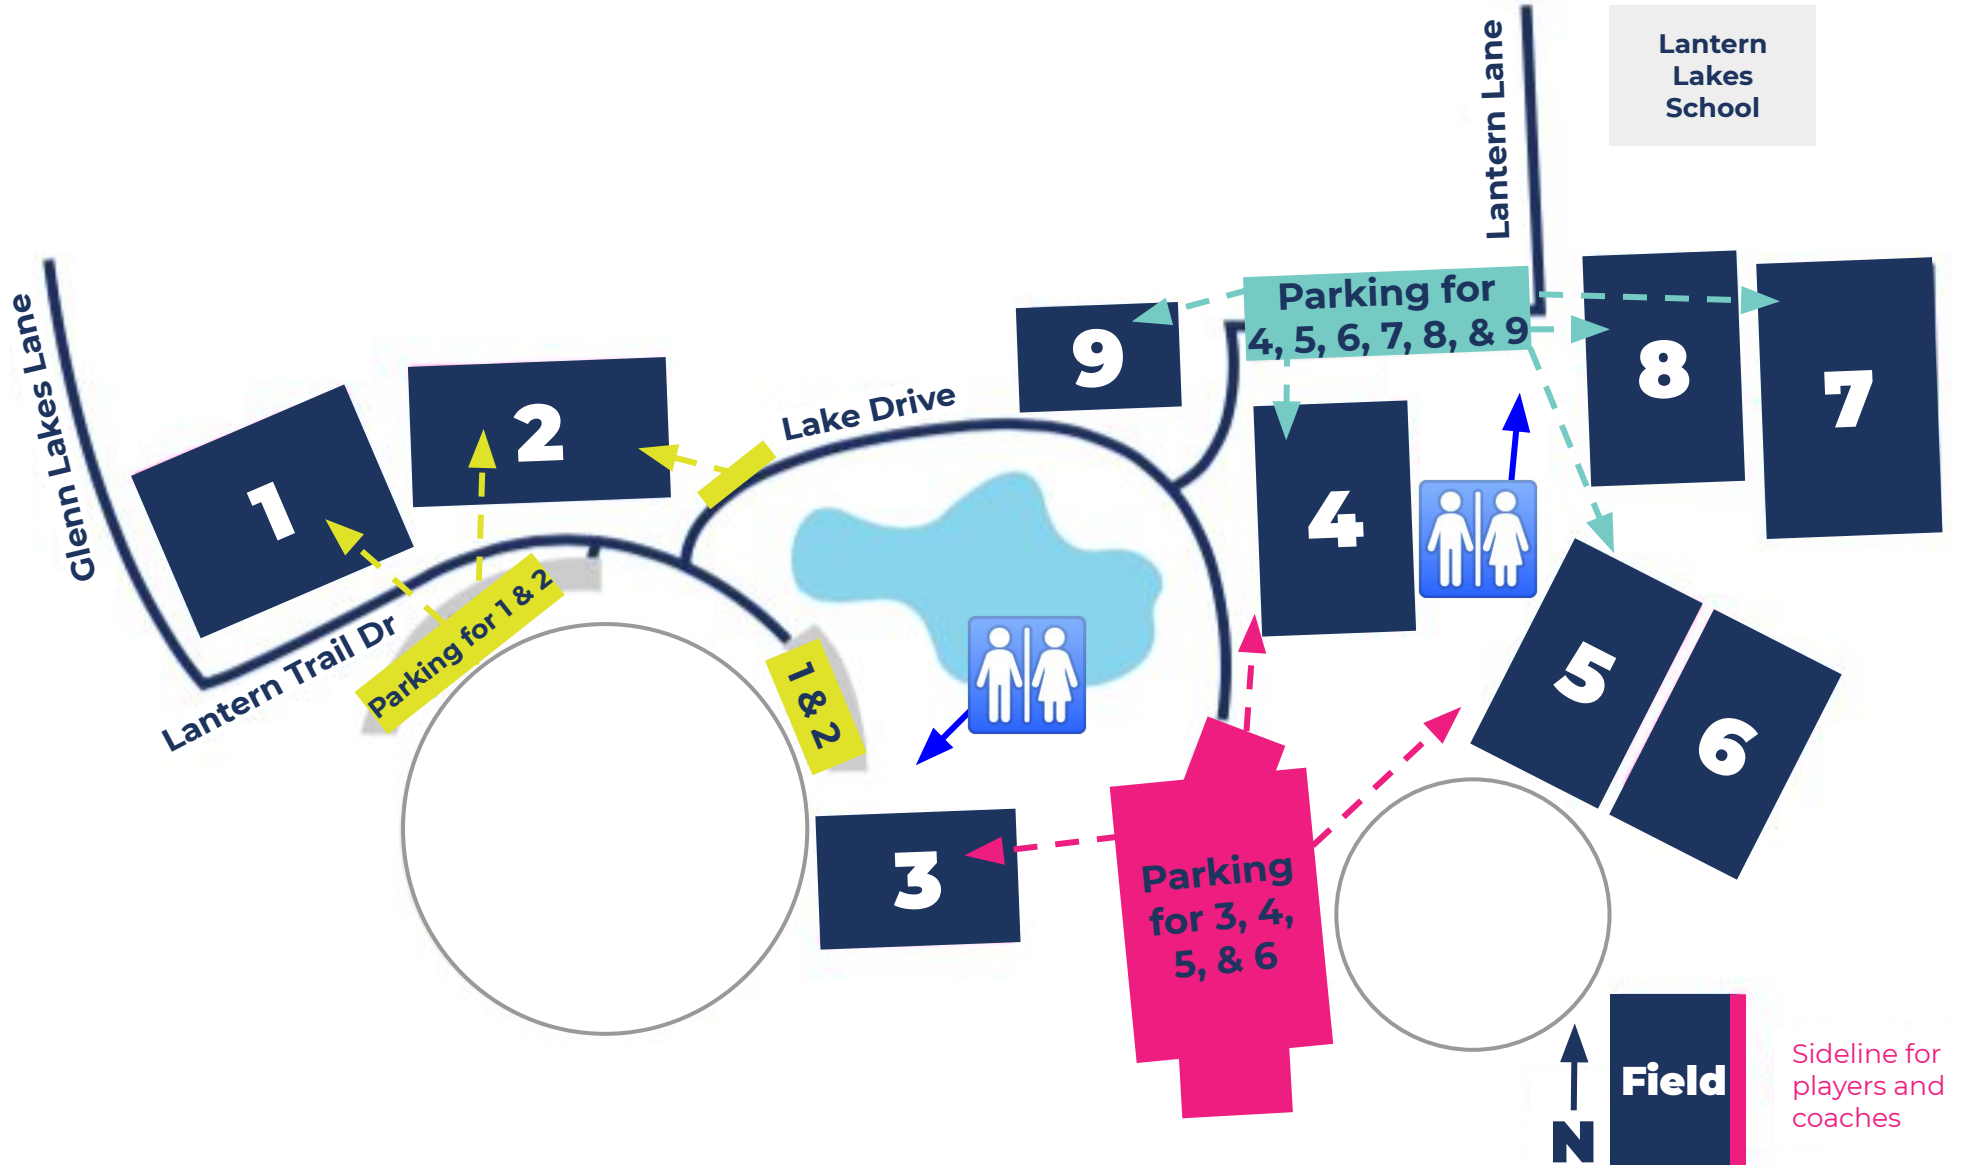 Lantern
Lakes
School
Lantern Lane
Glenn Lakes Lane
Parking for
4, 5, 6, 7, 8, & 9
9
8
7
Lake Drive
2
1
4
Parking for 1 & 2
Lantern Trail Dr
1 & 2
5
6
3
Parking
for 3, 4,
5, & 6
N
Field
Sideline for
players and
coaches